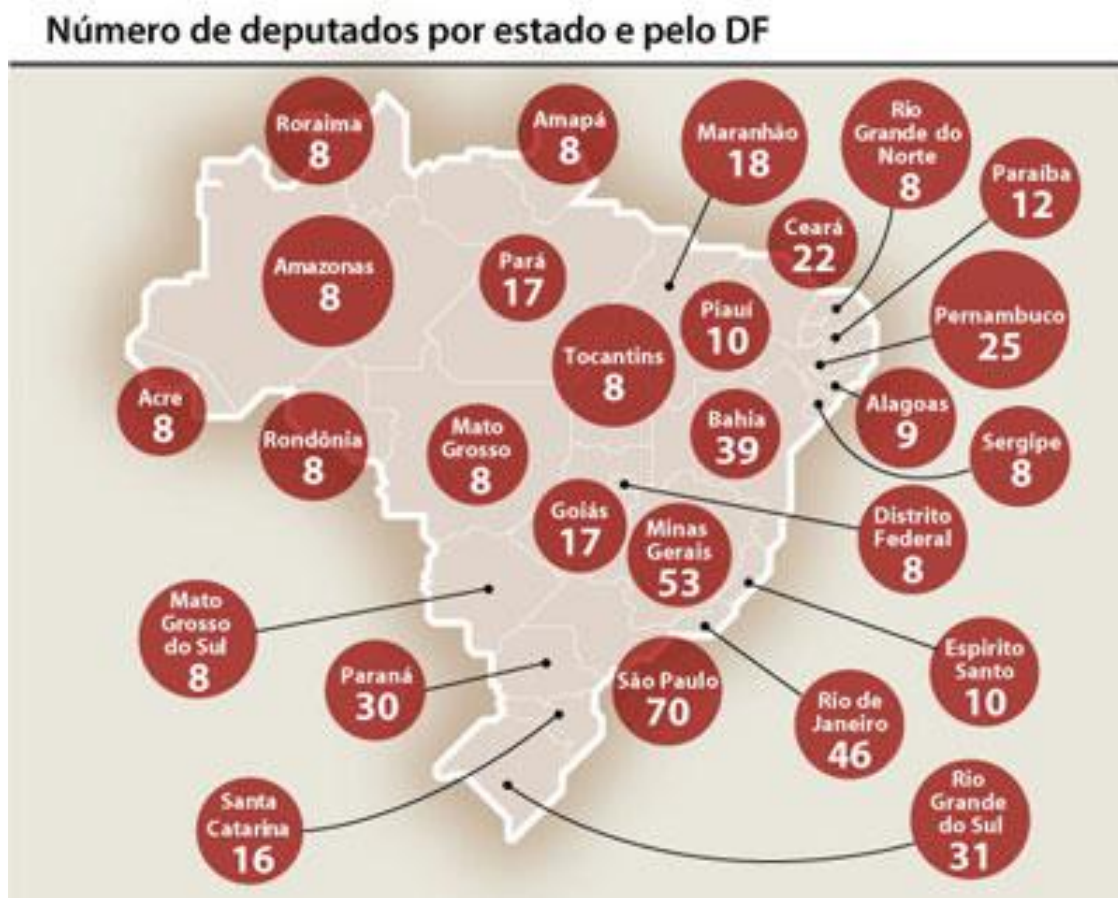 Número de deputados por estado e pelo DF
Roraima
8
Amapá
8
Maranhão
18
Rio
Grande do
Norte
8
Paraíba
12
Ceará
22
Amazonas
8
Pará
17
Piauí
10
Pernambuco
25
Tocantins
8
Acre
8
Rondônia
8
Mato
Grosso
8
Bahia
39
Alagoas
9
Sergipe
8
Goiás
17
Minas
Gerais
53
Distrito
Federal
8
Mato
Grosso
do Sul
8
Paraná
30
São Paulo
70
Rio de
Janeiro
46
Espirito
Santo
10
Santa
Catarina
16
Rio
Grande
do Sul
31